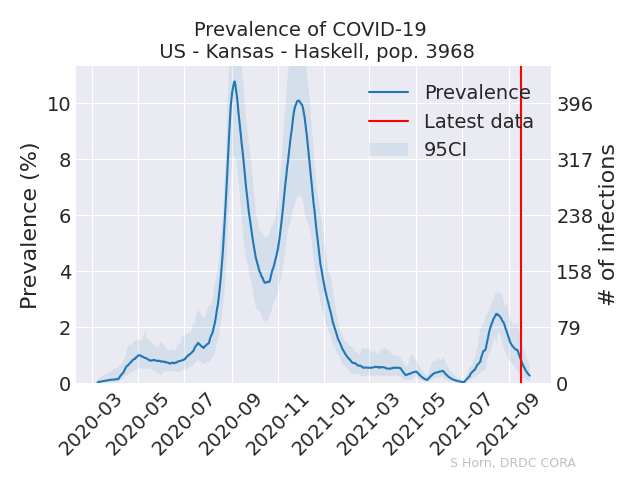 Prevalence of COVID-19
US - Kansas - Haskell, pop. 3968
Prevalence (%)
10
8
6
4
2
0
Prevalence
Latest data
95CI
396
317
238
158
79
0
# of infections
2020-03
2020-05
2020-07
2020-09
2020-11
2021-01
2021-03
2021-05
2021-07
2021-09
S Horn, DRDC CORA